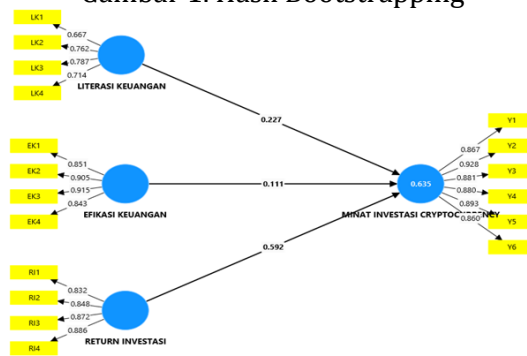 Gambar 1. Hasil Bootstrapping
LK1
0.667
LK2
0.762
LK3
0.787
LK4
0.714
LITERASI KEUANGAN
0.227
EK1
0.851
EK2
0.905
EK3
0.915
EK4
0.843
EFIKASI KEUANGAN
0.111
RI1
0.832
RI2
0.848
RI3
0.872
RI4
0.886
RETURN INVESTASI
0.592
0.635
MINAT INVESTASI CRYPTOCURRENCY
Y1
0.867
Y2
0.928
Y3
0.881
Y4
0.880
Y5
0.893
Y6
0.860